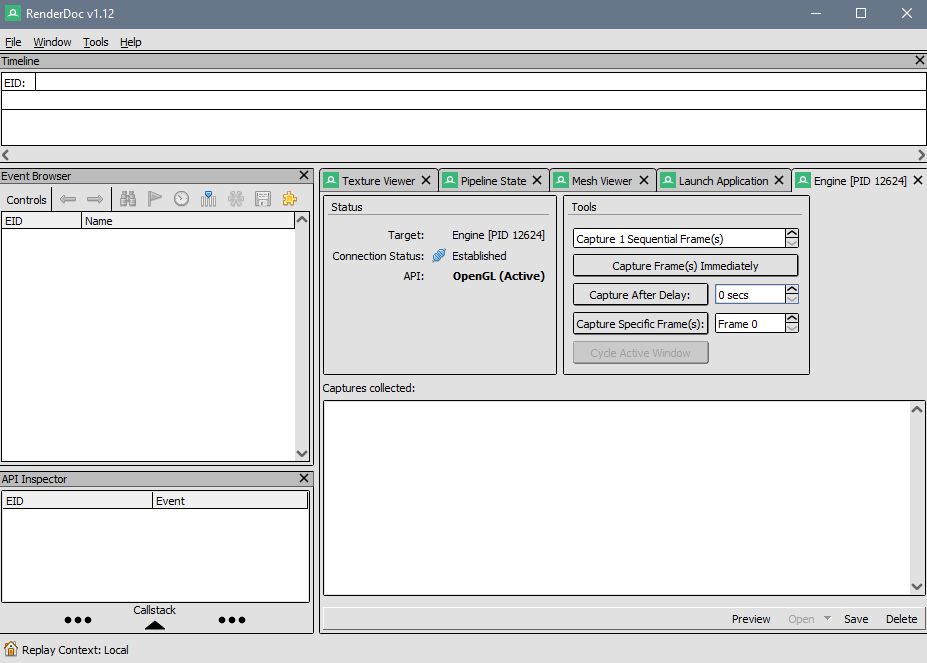 RenderDoc v1.12
File Window Tools Help
Timeline
EID:
Event Browser
Controls
EID Name
API Inspector
EID Event
Callstack
Texture Viewer Pipeline State Mesh Viewer Launch Application Engine [PID 12624]
Status
Target: Engine [PID 12624]
Connection Status: Established
API: OpenGL (Active)
Tools
Capture 1 Sequential Frame(s)
Capture Frame(s) Immediately
Capture After Delay: 0 secs
Capture Specific Frame(s): Frame 0
Cycle Active Window
Captures collected:
Preview Open Save Delete
Replay Context: Local